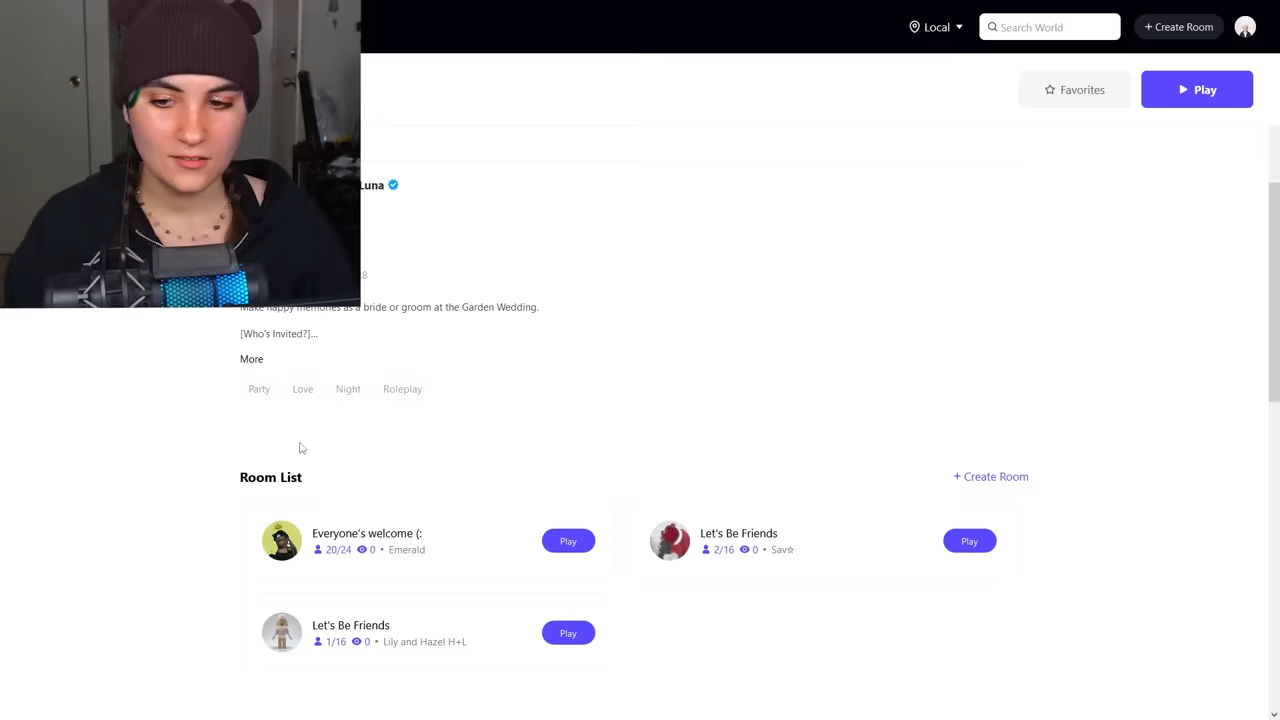 Local
Search World
+ Create Room
Favorites
Play
Luna
8
Make happy memories as a bride or groom at the Garden Wedding.
[Who's Invited?]...
More
Party Love Night Roleplay
Room List
+ Create Room
Everyone's welcome (:
20/24 0 • Emerald
Play
Let's Be Friends
2/16 0 • Sav☆
Play
Let's Be Friends
1/16 0 • Lily and Hazel H+L
Play